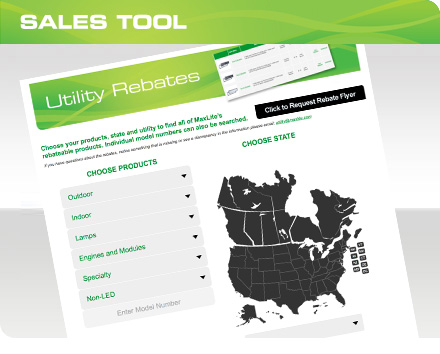 SALES TOOL
Utility Rebates
Choose your products, state and utility to find all of MaxLite's
rebateable products. Individual model numbers can also be searched.
If you have questions about the rebates, notice something that is missing or see a discrepancy in the information please email
Click to Request Rebate Flyer
CHOOSE PRODUCTS
CHOOSE STATE
Outdoor
Indoor
Lamps
Engines and Modules
Specialty
Non-LED
Enter Model Number